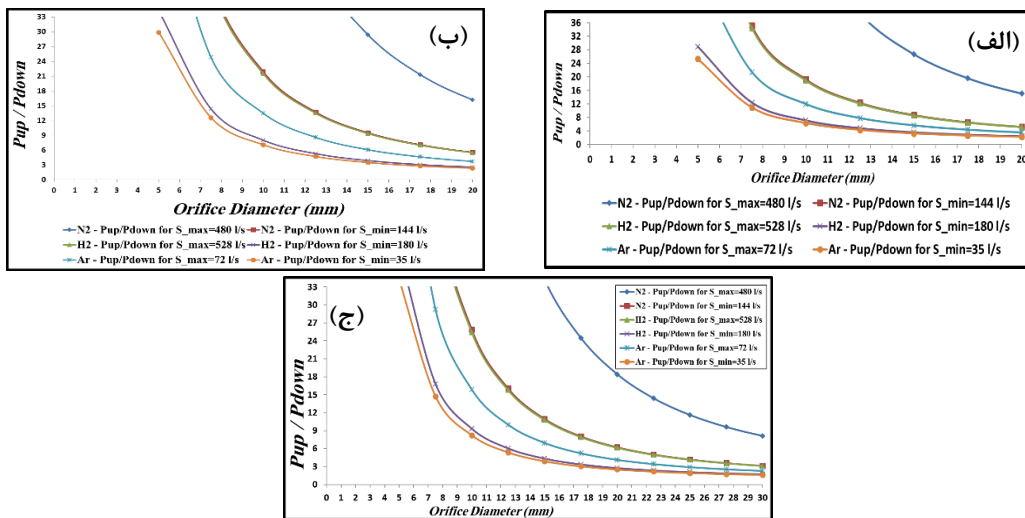 (ب)
Pup / Pdown
33
30
27
24
21
18
15
12
9
6
3
0
0 1 2 3 4 5 6 7 8 9 10 11 12 13 14 15 16 17 18 19 20
Orifice Diameter (mm)
N2 - Pup/Pdown for S_max=480 l/s
N2 - Pup/Pdown for S_min=144 l/s
H2 - Pup/Pdown for S_max=528 l/s
H2 - Pup/Pdown for S_min=180 l/s
Ar - Pup/Pdown for S_max=72 l/s
Ar - Pup/Pdown for S_min=35 l/s
(الف)
Pup / Pdown
36
32
28
24
20
16
12
8
4
0
0 1 2 3 4 5 6 7 8 9 10 11 12 13 14 15 16 17 18 19 20
Orifice Diameter (mm)
N2 - Pup/Pdown for S_max=480 l/s
N2 - Pup/Pdown for S_min=144 l/s
H2 - Pup/Pdown for S_max=528 l/s
H2 - Pup/Pdown for S_min=180 l/s
Ar - Pup/Pdown for S_max=72 l/s
Ar - Pup/Pdown for S_min=35 l/s
(ج)
Pup / Pdown
33
30
27
24
21
18
15
12
9
6
3
0
0 1 2 3 4 5 6 7 8 9 10 11 12 13 14 15 16 17 18 19 20 21 22 23 24 25 26 27 28 29 30
Orifice Diameter (mm)
N2 - Pup/Pdown for S_max=480 l/s
N2 - Pup/Pdown for S_min=144 l/s
H2 - Pup/Pdown for S_max=528 l/s
H2 - Pup/Pdown for S_min=180 l/s
Ar - Pup/Pdown for S_max=72 l/s
Ar - Pup/Pdown for S_min=35 l/s